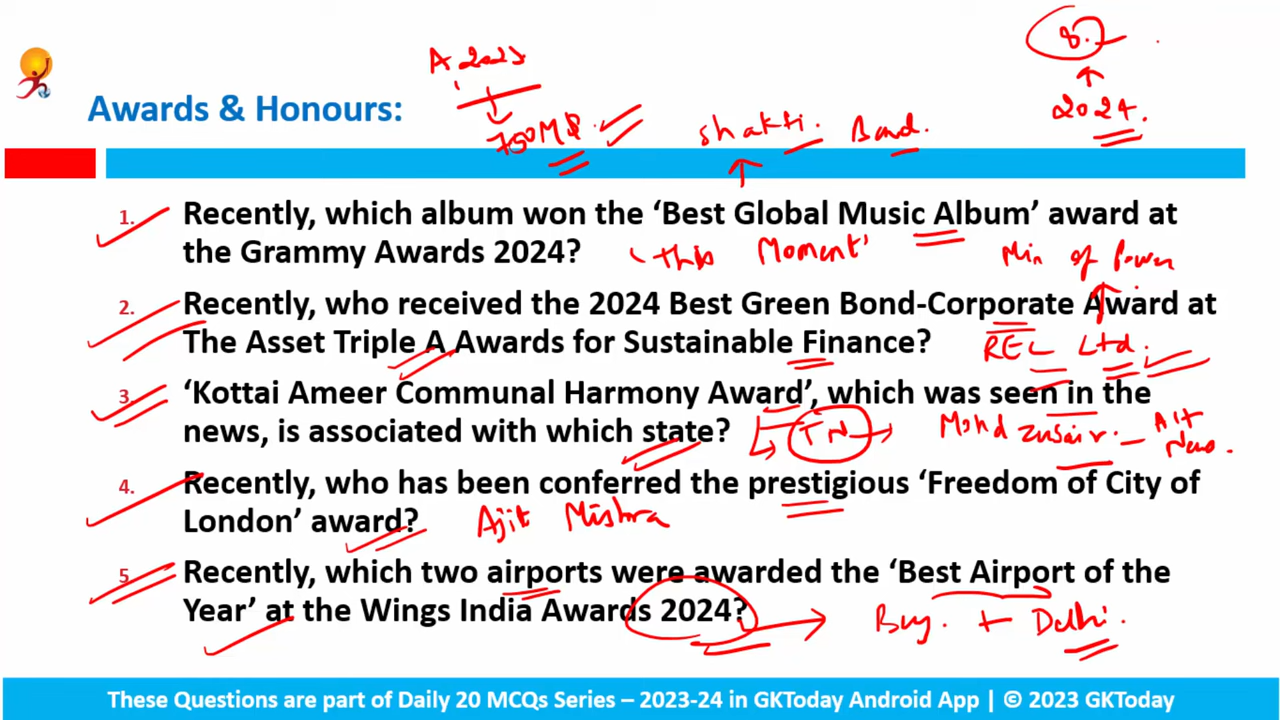 A 2023
8.2
2024.
Awards & Honours:
750 M$
shakti. Band.
1. Recently, which album won the ‘Best Global Music Album’ award at
the Grammy Awards 2024?
'this Moment'
Min of Power
2. Recently, who received the 2024 Best Green Bond-Corporate Award at
The Asset Triple A Awards for Sustainable Finance?
REC Ltd.
3. ‘Kottai Ameer Communal Harmony Award’, which was seen in the
news, is associated with which state?
TN
Mohd zubair. – Alt
News.
4. Recently, who has been conferred the prestigious ‘Freedom of City of
London’ award?
Ajit Mishra
5 Recently, which two airports were awarded the ‘Best Airport of the
Year’ at the Wings India Awards 2024?
+ Delhi.
These Questions are part of Daily 20 MCQs Series – 2023-24 in GKToday Android App | © 2023 GKToday